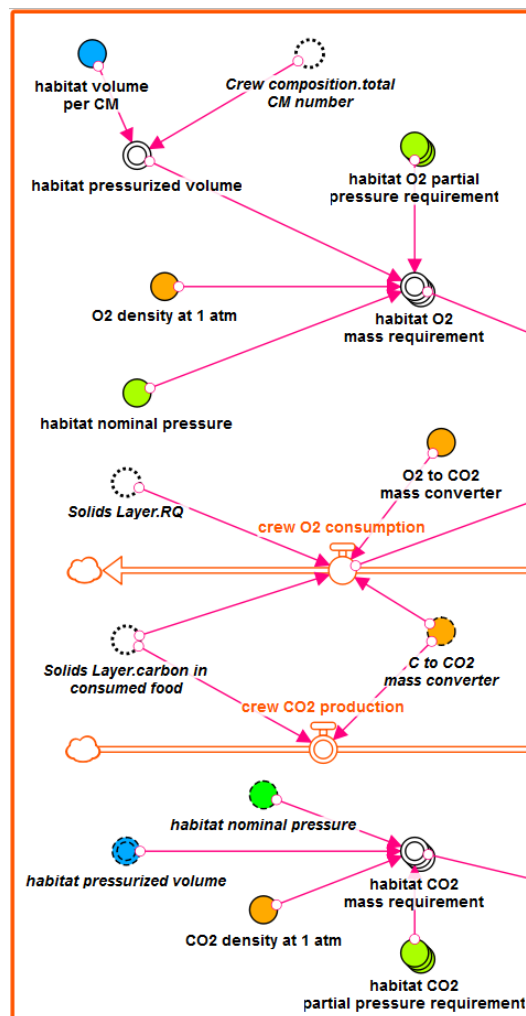 habitat volume
per CM
Crew composition.total
CM number
habitat pressurized volume
habitat O2 partial
pressure requirement
O2 density at 1 atm
habitat O2
mass requirement
habitat nominal pressure
O2 to CO2
mass converter
Solids Layer.RQ
crew O2 consumption
Solids Layer.carbon in
consumed food
C to CO2
mass converter
crew CO2 production
habitat nominal pressure
habitat pressurized volume
habitat CO2
mass requirement
CO2 density at 1 atm
habitat CO2
partial pressure requirement